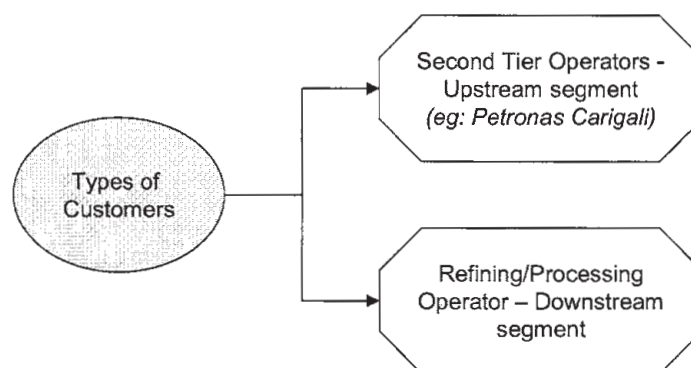 Types of
Customers
Second Tier Operators -
Upstream segment
(eg: Petronas Carigali)
Refining/Processing
Operator – Downstream
segment